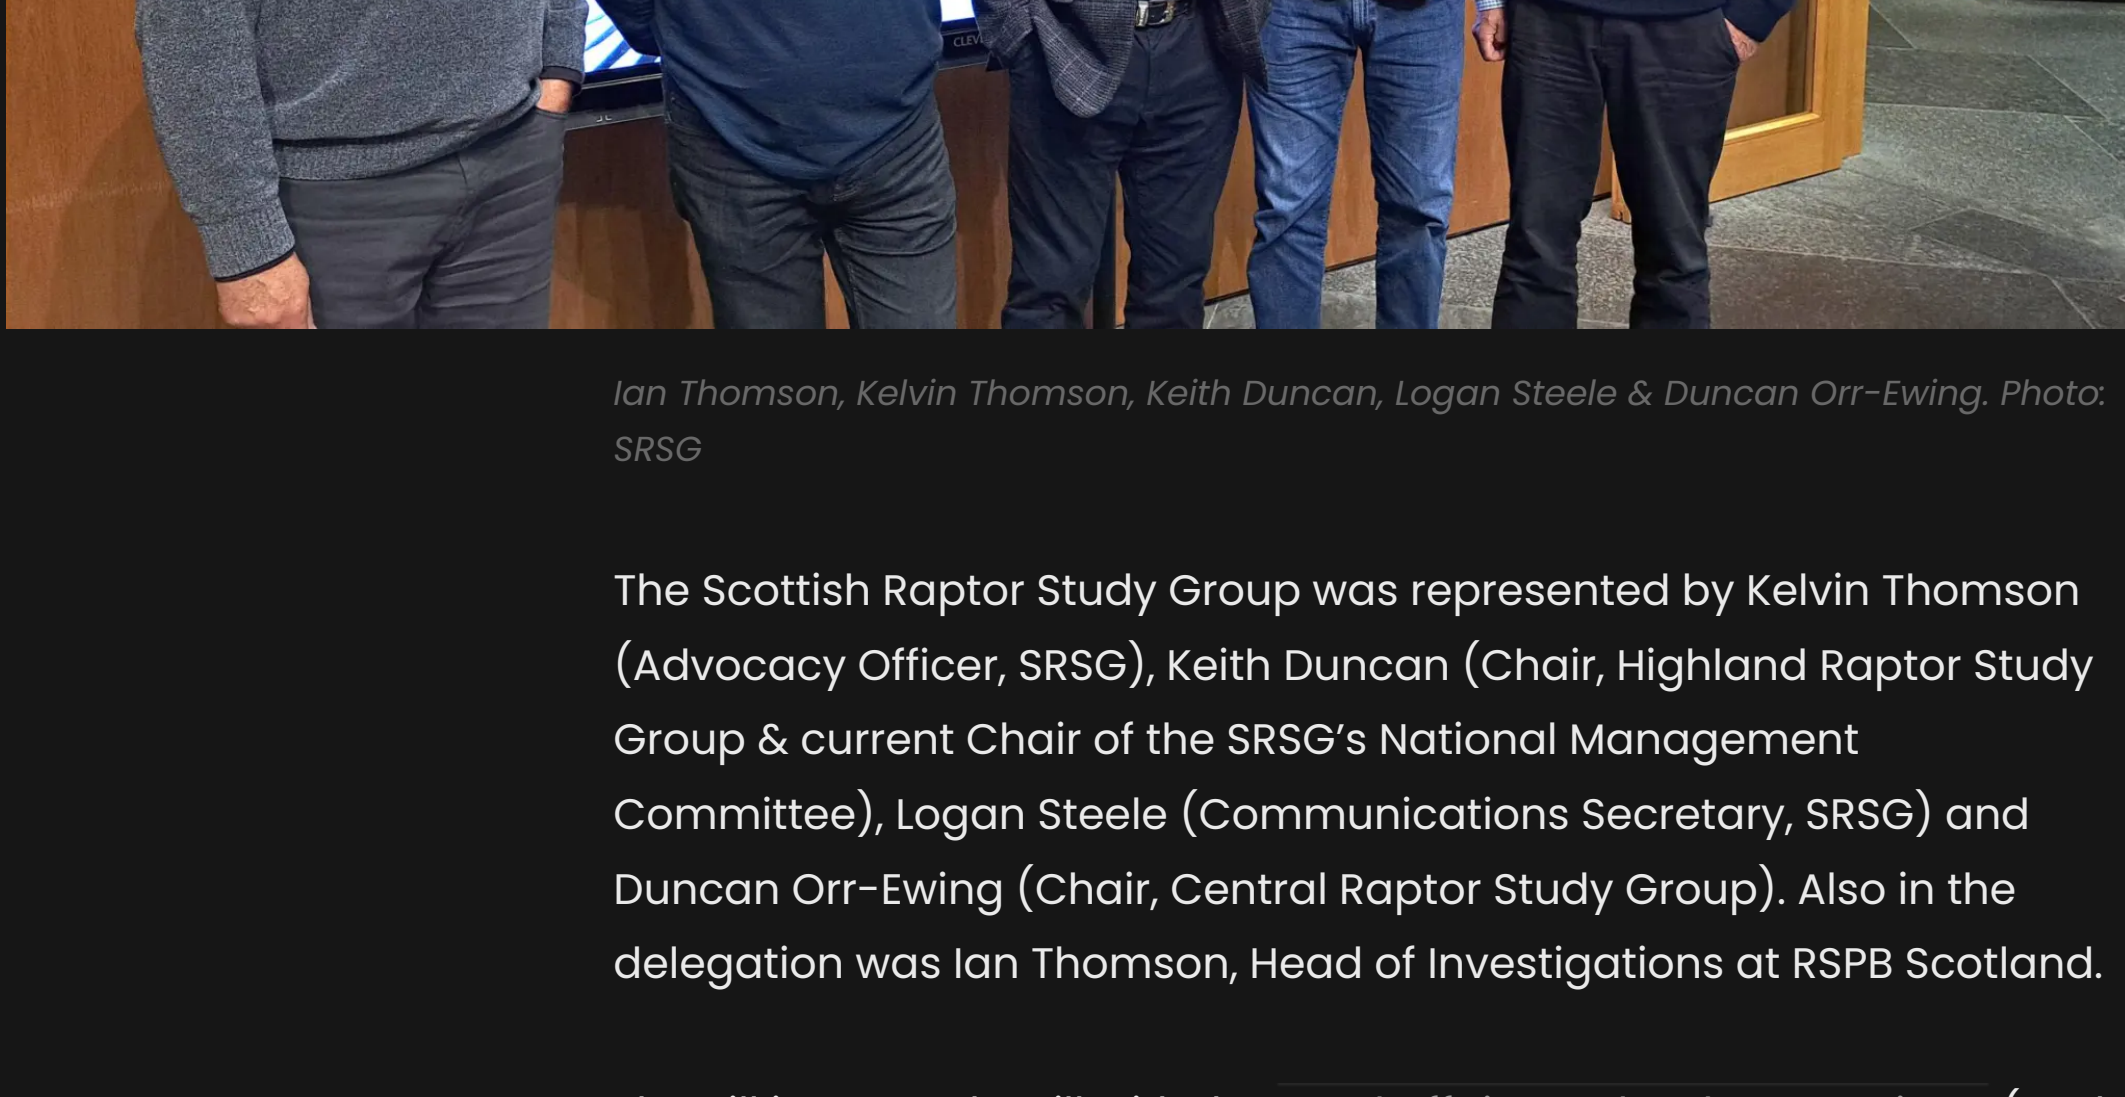 CLEV
Ian Thomson, Kelvin Thomson, Keith Duncan, Logan Steele & Duncan Orr-Ewing. Photo:
SRSG
The Scottish Raptor Study Group was represented by Kelvin Thomson
(Advocacy Officer, SRSG), Keith Duncan (Chair, Highland Raptor Study
Group & current Chair of the SRSG’s National Management
Committee), Logan Steele (Communications Secretary, SRSG) and
Duncan Orr-Ewing (Chair, Central Raptor Study Group). Also in the
delegation was Ian Thomson, Head of Investigations at RSPB Scotland.